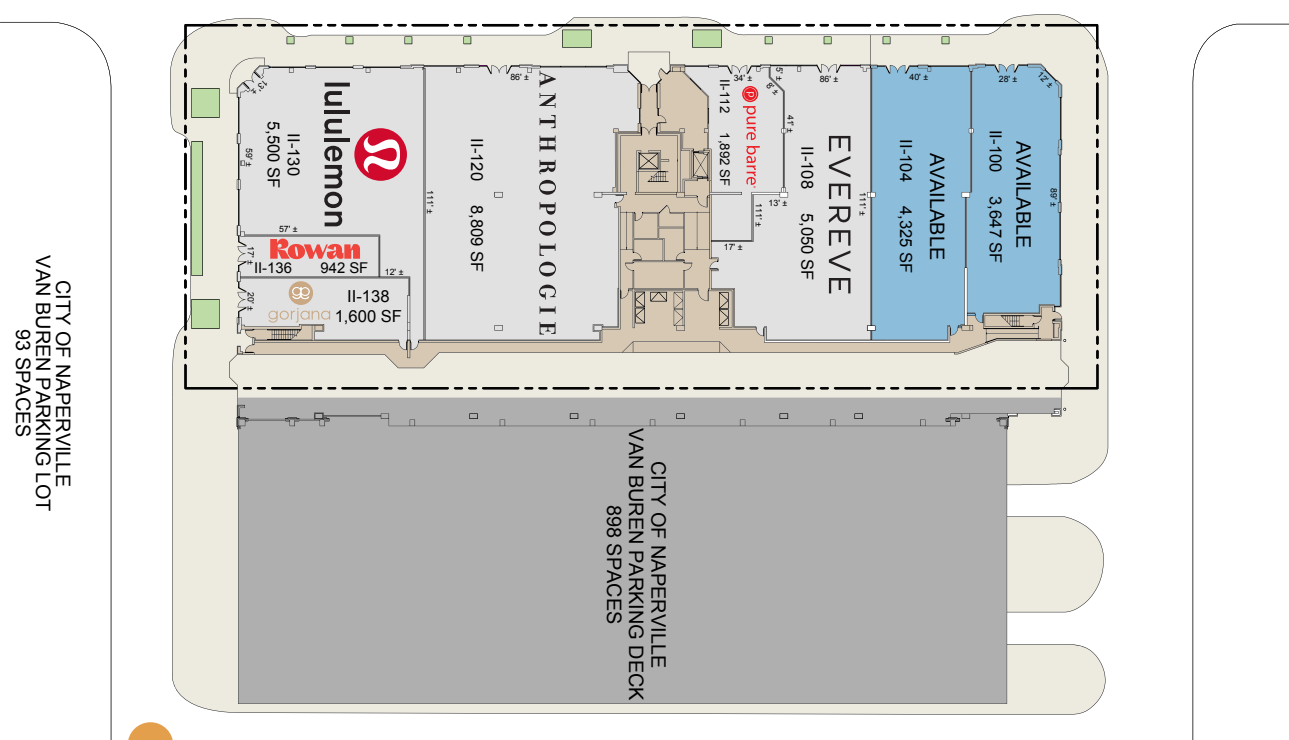 lululemon
II-130
5,500 SF
13' ±
59' ±
57' ±
Rowan
II-136 942 SF
17' ±
12' ±
gorjana
II-138
1,600 SF
20' ±
111' ±
86' ±
ANTHROPOLOGIE
II-120 8,809 SF
34' ±
5' ±
8' ±
41' ±
pure barre
II-112 1,892 SF
13' ±
111' ±
17' ±
86' ±
EVEREVE
II-108 5,050 SF
111' ±
40' ±
AVAILABLE
II-104 4,325 SF
28' ±
12' ±
AVAILABLE
II-100 3,647 SF
89' ±
CITY OF NAPERVILLE
VAN BUREN PARKING LOT
93 SPACES
CITY OF NAPERVILLE
VAN BUREN PARKING DECK
898 SPACES